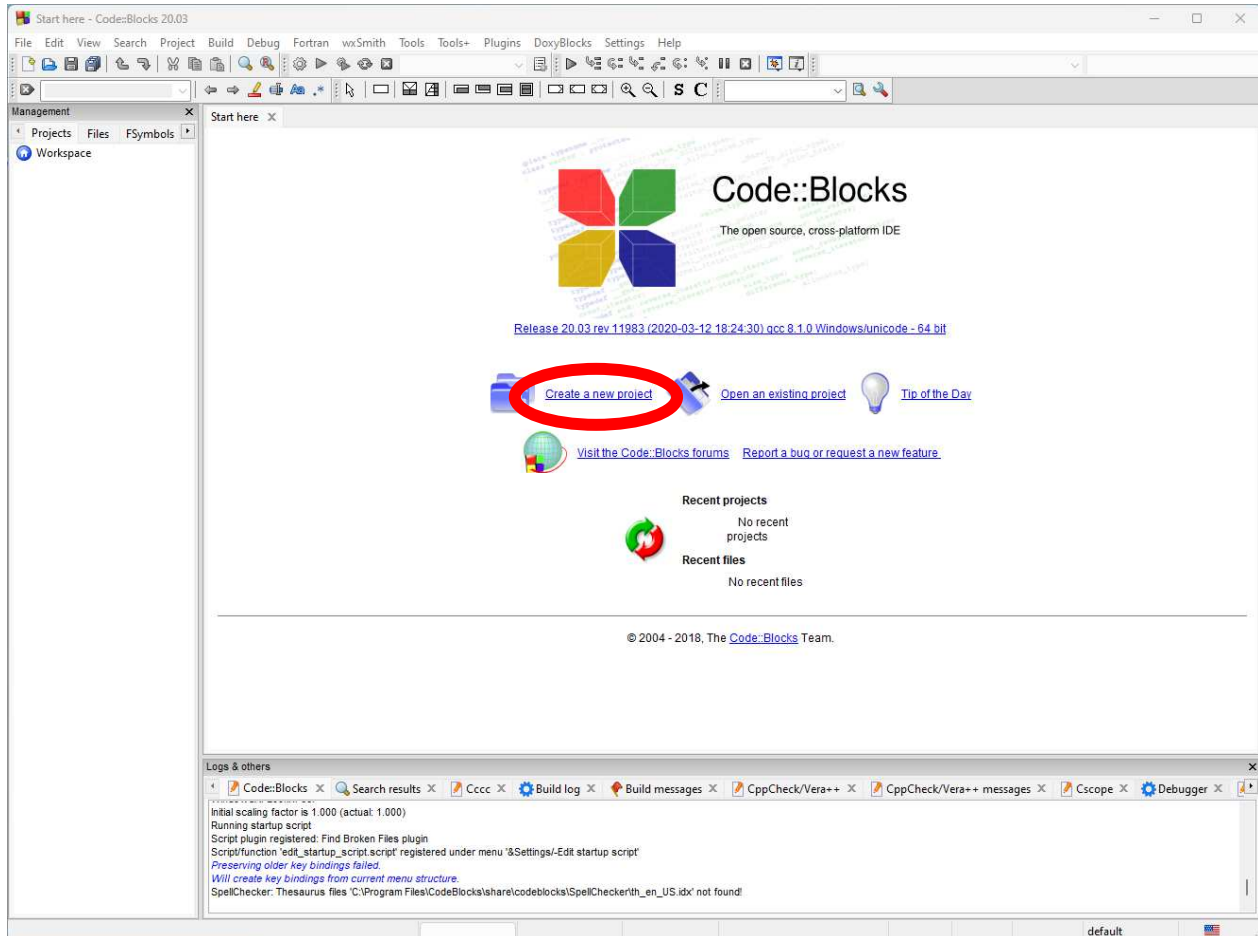 Start here - Code::Blocks 20.03
File Edit View Search Project Build Debug Fortran wxSmith Tools Tools+ Plugins DoxyBlocks Settings Help
S C
Management
Projects Files FSymbols
Workspace
Start here
Code::Blocks
The open source, cross-platform IDE
Release 20.03 rev 11983 (2020-03-12 18:24:30) gcc 8.1.0 Windows/unicode - 64 bit
Create a new project Open an existing project Tip of the Day
Visit the Code::Blocks forums Report a bug or request a new feature
Recent projects
No recent
projects
Recent files
No recent files
© 2004 - 2018, The Code::Blocks Team.
Logs & others
Code::Blocks Search results Cccc Build log Build messages CppCheck/Vera++ CppCheck/Vera++ messages Cscope Debugger
Initial scaling factor is 1.000 (actual: 1.000)
Running startup script
Script plugin registered: Find Broken Files plugin
Script/function 'edit_startup_script.script' registered under menu '&Settings/-Edit startup script'
Preserving older key bindings failed.
Will create key bindings from current menu structure.
SpellChecker: Thesaurus files 'C:\Program Files\CodeBlocks\share\codeblocks\SpellChecker\th_en_US.idx' not found!
default